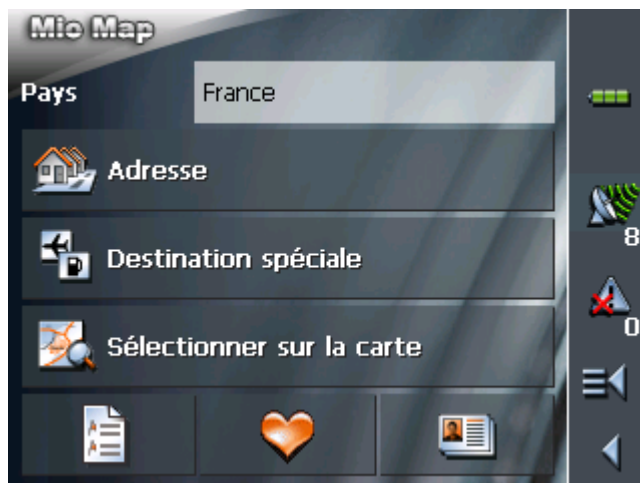 Mio Map
Pays
France
Adresse
Destination spéciale
8
Sélectionner sur la carte
0